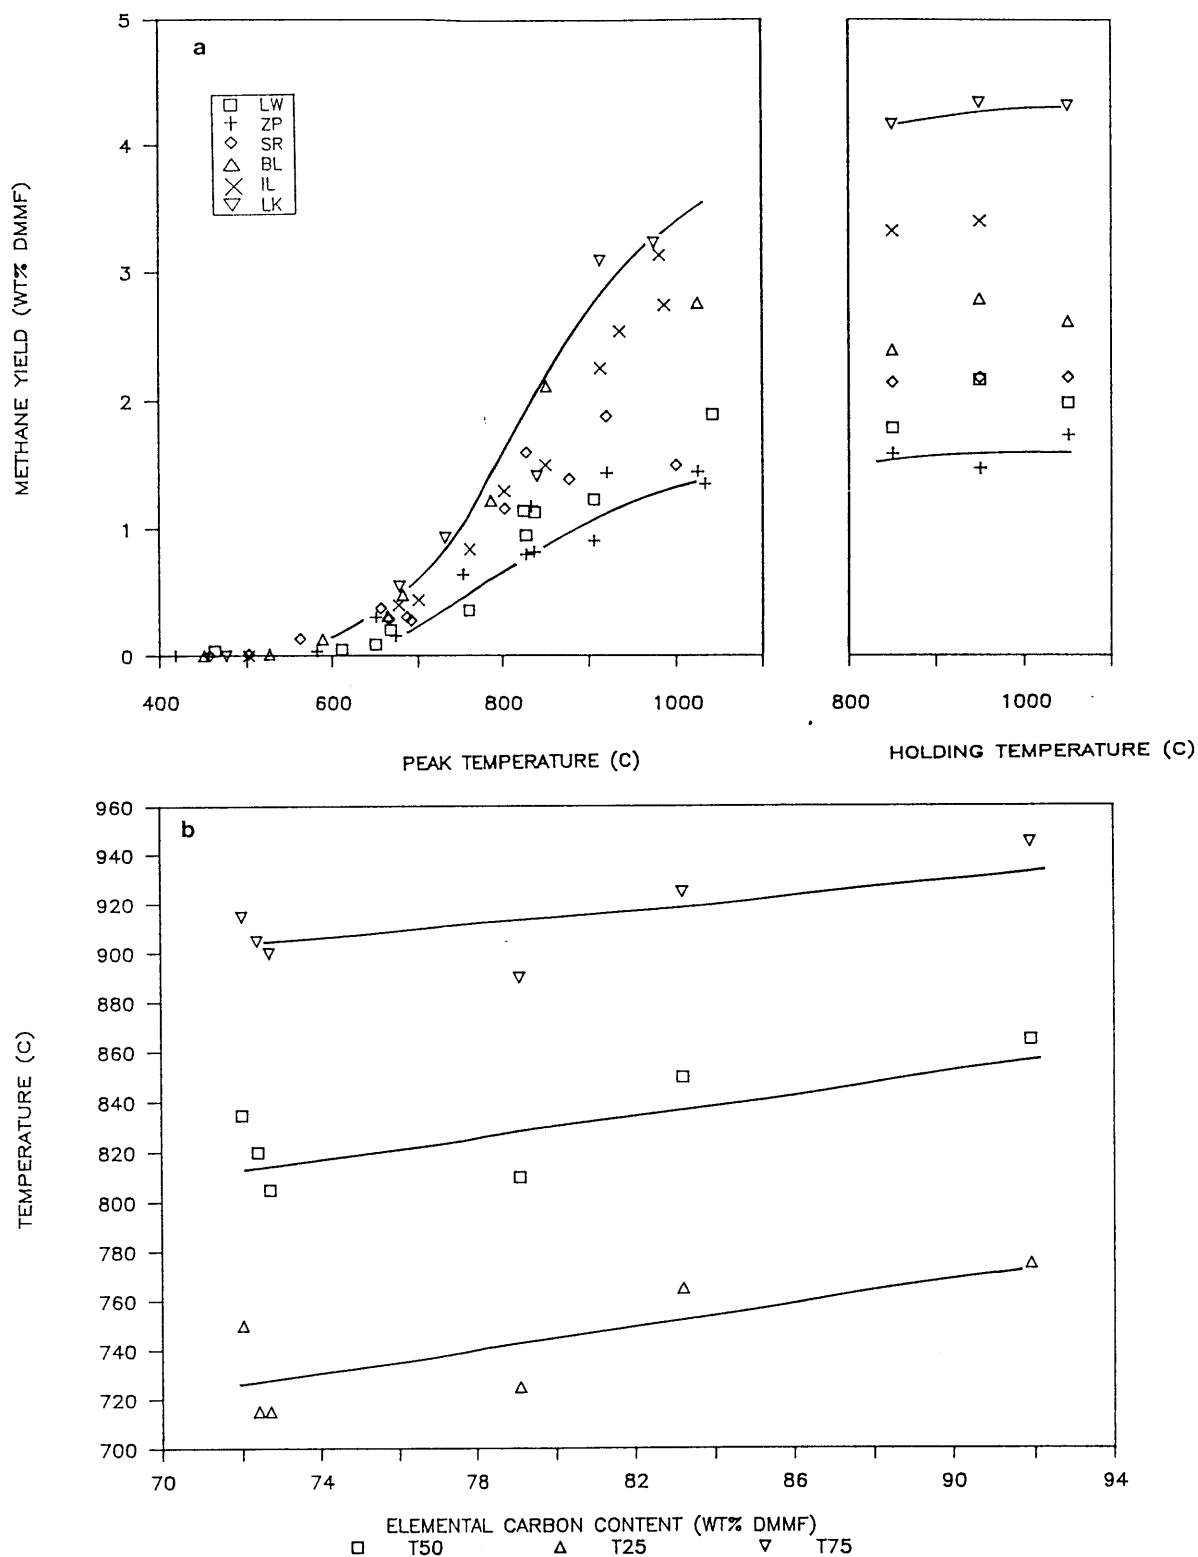 a
5
4
3
2
1
0
METHANE YIELD (WT% DMMF)
LW
ZP
SR
BL
IL
LK
400 600 800 1000
800 1000
PEAK TEMPERATURE (C)
HOLDING TEMPERATURE (C)
b
960
940
920
900
880
860
840
820
800
780
760
740
720
700
TEMPERATURE (C)
70 74 78 82 86 90 94
ELEMENTAL CARBON CONTENT (WT% DMMF)
T50 T25 T75